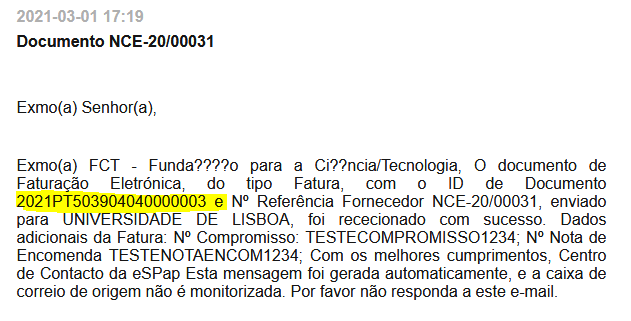 2021-03-01 17:19
Documento NCE-20/00031
Exmo(a) Senhor(a),
Exmo(a) FCT - Funda????o para a Ci??ncia/Tecnologia, O documento de
Faturação Eletrónica, do tipo Fatura, com o ID de Documento
2021PT503904040000003 e Nº Referência Fornecedor NCE-20/00031, enviado
para UNIVERSIDADE DE LISBOA, foi rececionado com sucesso. Dados
adicionais da Fatura: Nº Compromisso: TESTECOMPROMISSO1234; Nº Nota de
Encomenda TESTENOTAENCOM1234; Com os melhores cumprimentos, Centro
de Contacto da eSPap Esta mensagem foi gerada automaticamente, e a caixa de
correio de origem não é monitorizada. Por favor não responda a este e-mail.